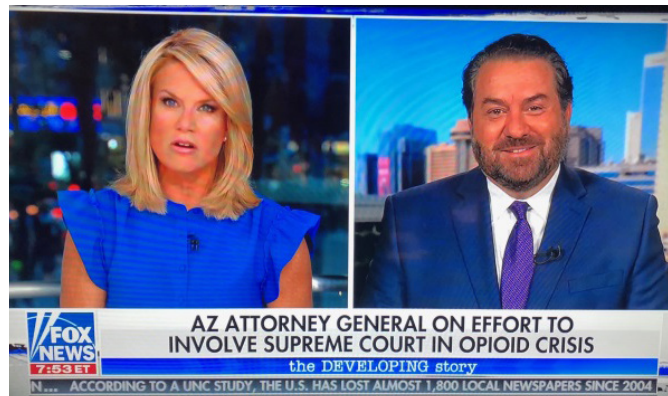 AZ ATTORNEY GENERAL ON EFFORT TO
INVOLVE SUPREME COURT IN OPIOID CRISIS
FOX
NEWS
7:53 ET
the DEVELOPING story
N... ACCORDING TO A UNC STUDY, THE U.S. HAS LOST ALMOST 1,800 LOCAL NEWSPAPERS SINCE 2004